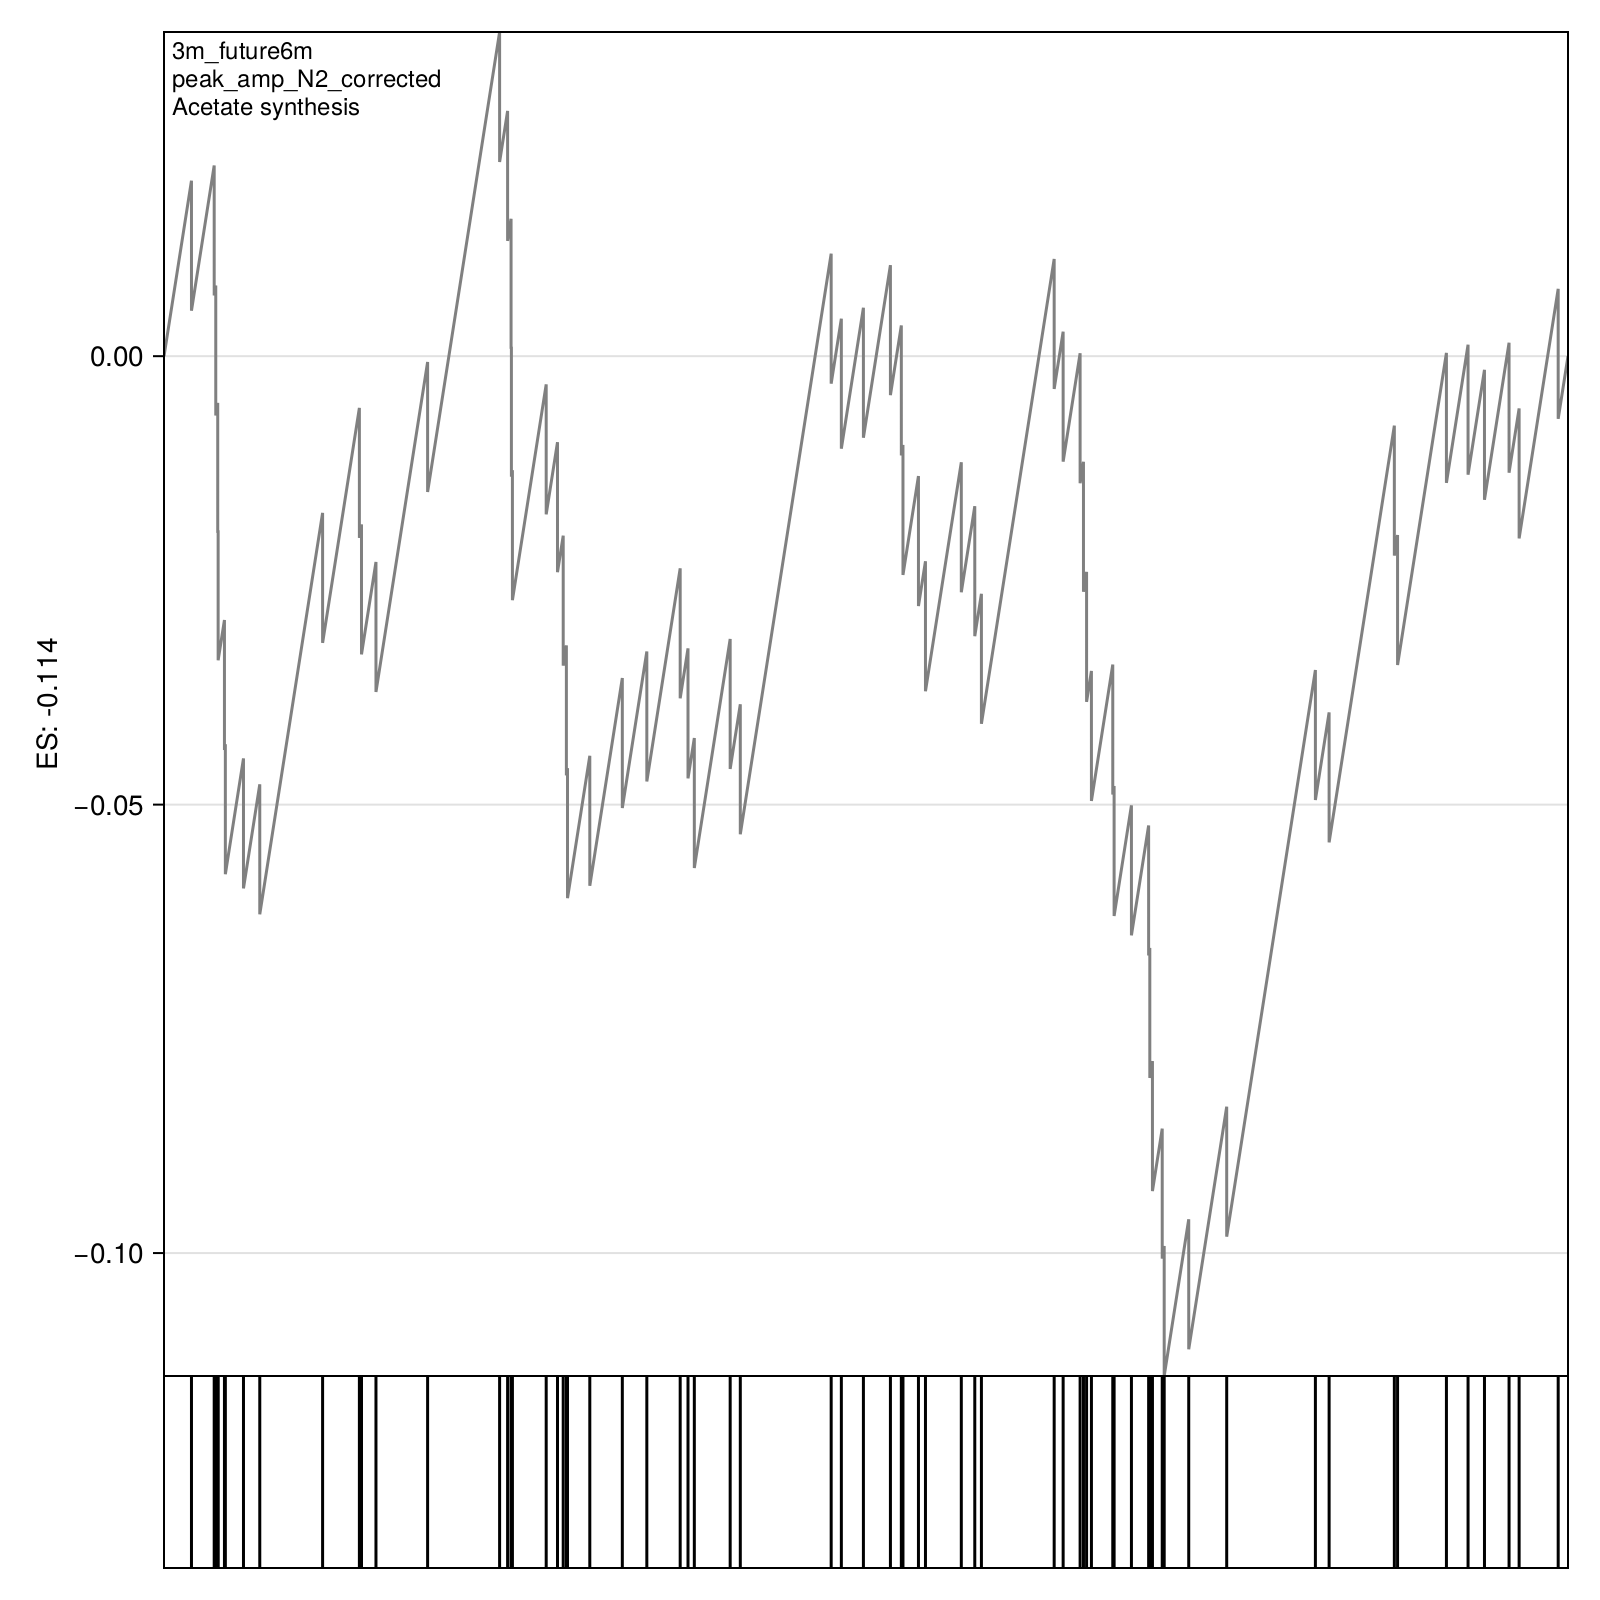 3m_future6m
peak_amp_N2_corrected
Acetate synthesis
0.00
−0.05
−0.10
ES: -0.114